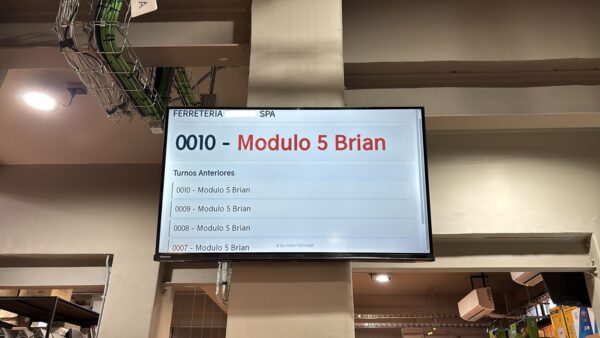 FERRETERIA SPA
0010 - Modulo 5 Brian
Turnos Anteriores
0010 - Modulo 5 Brian
0009 - Modulo 5 Brian
0008 - Modulo 5 Brian
0007 - Modulo 5 Brian